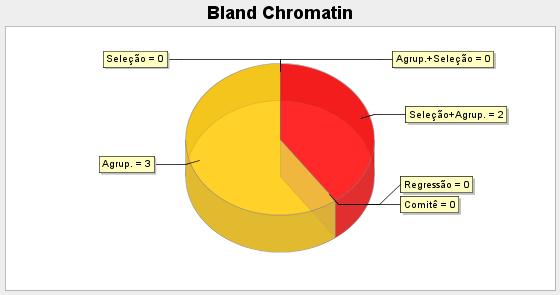 Bland Chromatin
Seleção = 0
Agrup.+Seleção = 0
Seleção+Agrup. = 2
Agrup. = 3
Regressão = 0
Comitê = 0